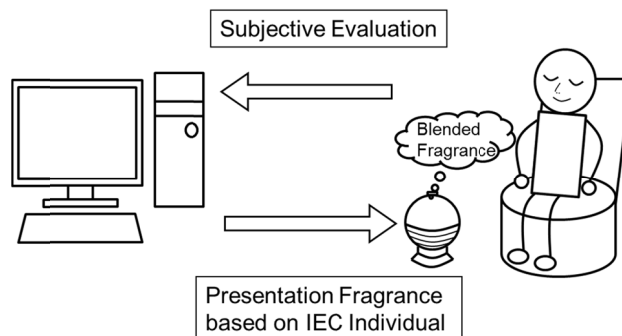 Subjective Evaluation
Blended
Fragrance
Presentation Fragrance
based on IEC Individual